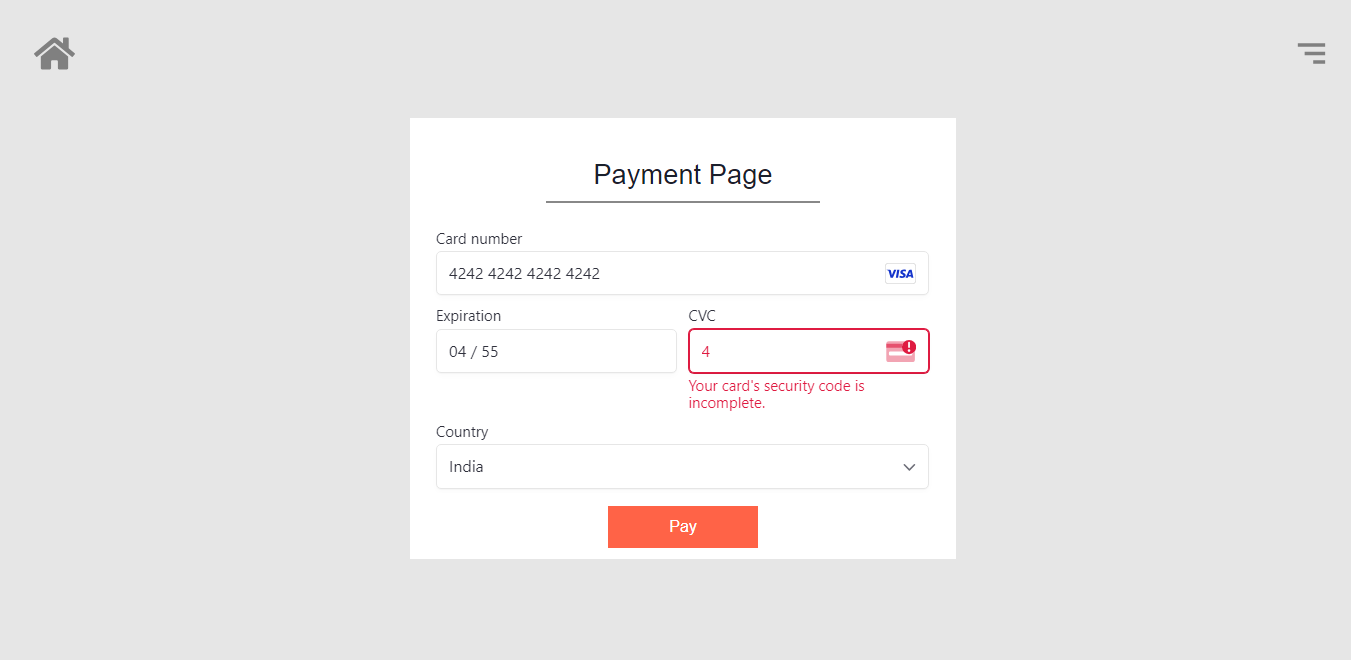 Payment Page
Card number
4242 4242 4242 4242 VISA
Expiration
04 / 55
CVC
4
Your card's security code is
incomplete.
Country
India
Pay